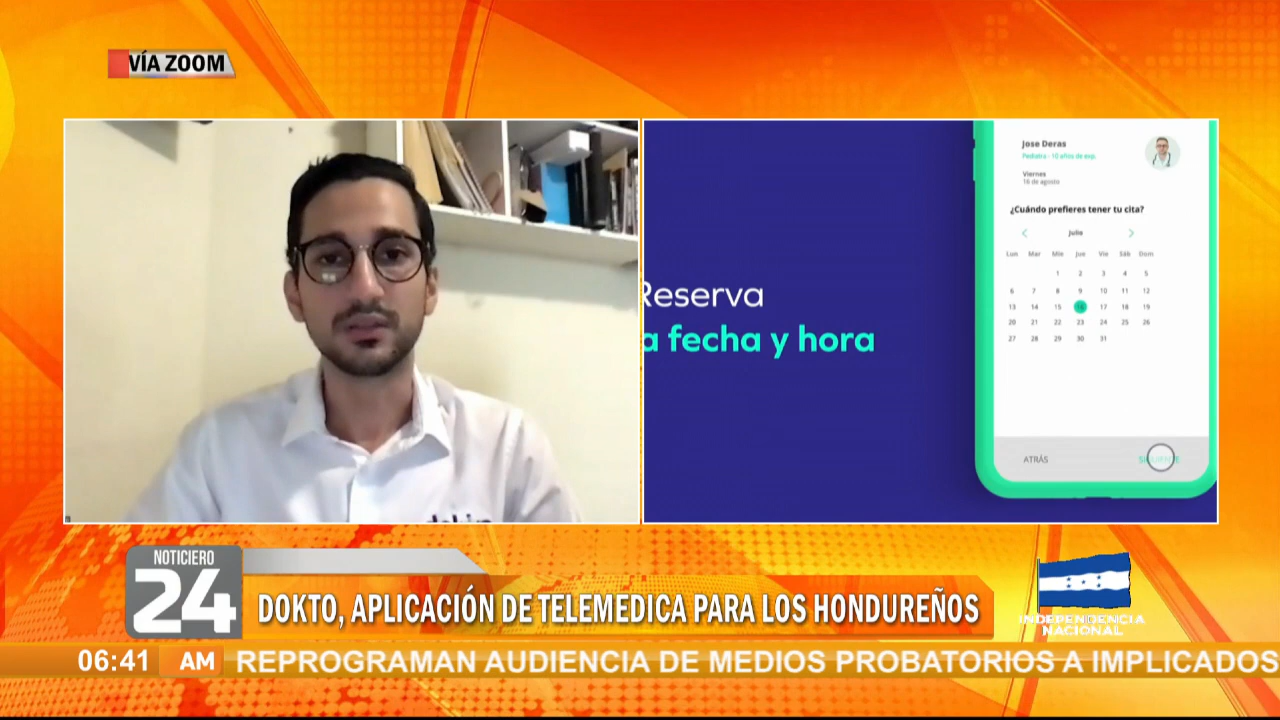 VÍA ZOOM
Jose Deras
Pediatra - 10 años de exp.
Viernes
16 de agosto
¿Cuándo prefieres tener tu cita?
Julio
Lun Mar Mie Jue Vie Sáb Dom
1 2 3 4 5
6 7 8 9 10 11 12
13 14 15 16 17 18 19
20 21 22 23 24 25 26
27 28 29 30 31
Reserva
a fecha y hora
ATRÁS
SIGUIENTE
NOTICIERO
24
DOKTO, APLICACIÓN DE TELEMEDICA PARA LOS HONDUREÑOS
INDEPENDENCIA
NACIONAL
06:41 AM
REPROGRAMAN AUDIENCIA DE MEDIOS PROBATORIOS A IMPLICADOS